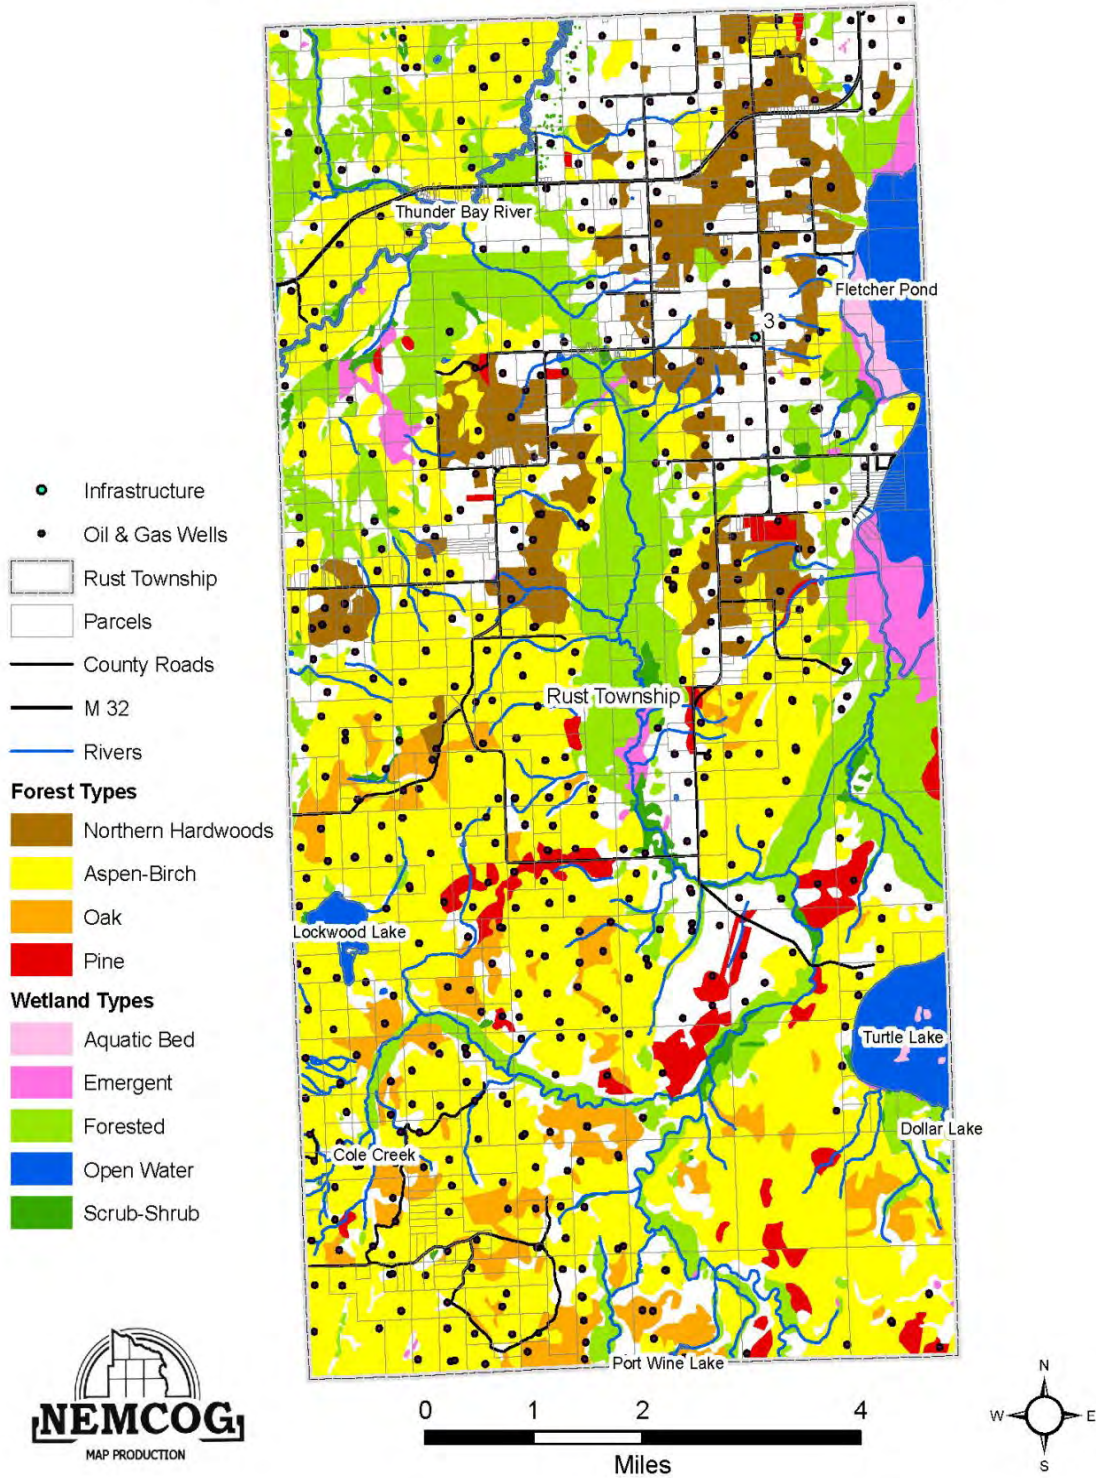 Thunder Bay River
Fletcher Pond
3
Infrastructure
Oil & Gas Wells
Rust Township
Parcels
County Roads
M 32
Rivers
Forest Types
Northern Hardwoods
Aspen-Birch
Oak
Pine
Wetland Types
Aquatic Bed
Emergent
Forested
Open Water
Scrub-Shrub
Rust Township
Lockwood Lake
Turtle Lake
Dollar Lake
Cole Creek
Port Wine Lake
NEMCOG
MAP PRODUCTION
0 1 2 4
Miles
N
W E
S